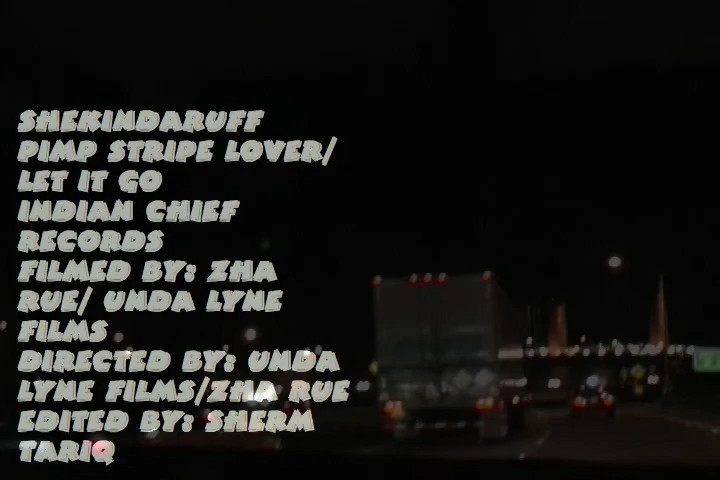 SHEKINDARUFF
PIMP STRIPE LOVER/
LET IT GO
INDIAN CHIEF
RECORDS
FILMED BY: ZHA
RUE/ UNDA LYNE
FILMS
DIRECTED BY: UNDA
LYNE FILMS/ZHA RUE
EDITED BY: SHERM
TARIQ